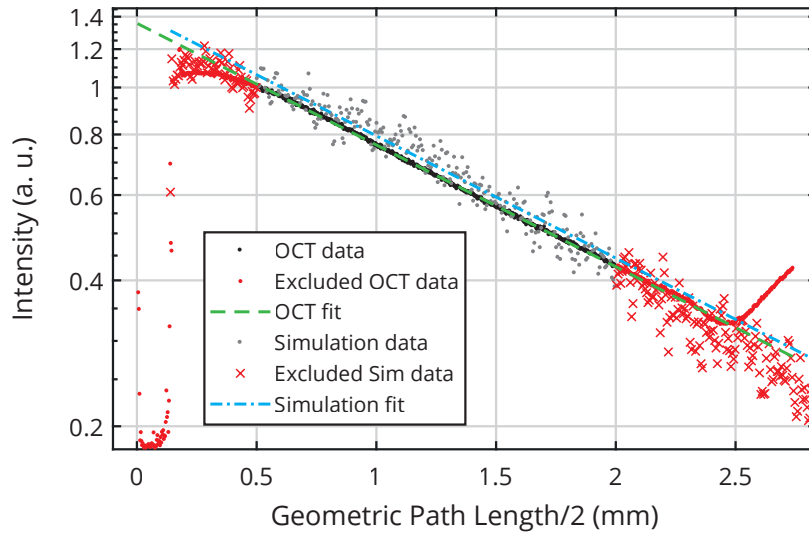 1.4
1.2
1
0.8
0.6
0.4
0.2
Intensity (a. u.)
OCT data
Excluded OCT data
OCT fit
Simulation data
Excluded Sim data
Simulation fit
0 0.5 1 1.5 2 2.5
Geometric Path Length/2 (mm)